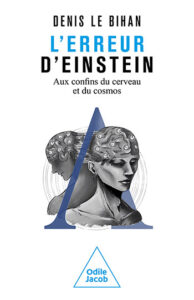 DENIS LE BIHAN
L'ERREUR
D'EINSTEIN
Aux confins du cerveau
et du cosmos
Odile
Jacob